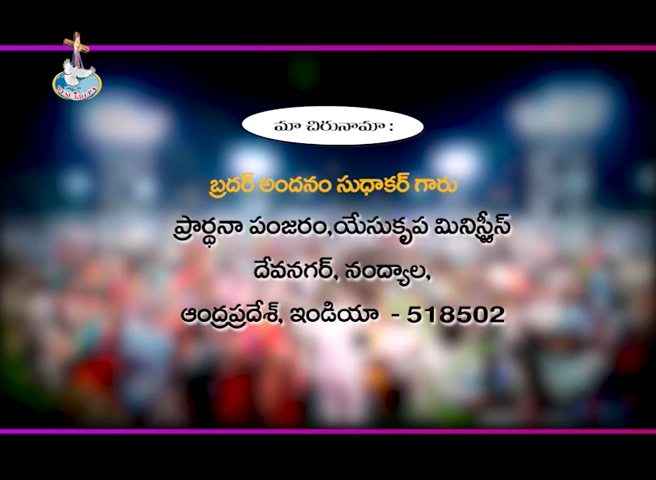 మా చిరునామా :
బ్రదర్ అందనం సుధాకర్ గారు
ప్రార్థనా పంజరం,యేసుకృప మినిస్ట్రీస్
దేవనగర్, నంద్యాల,
ఆంధ్రప్రదేశ్, ఇండియా - 518502